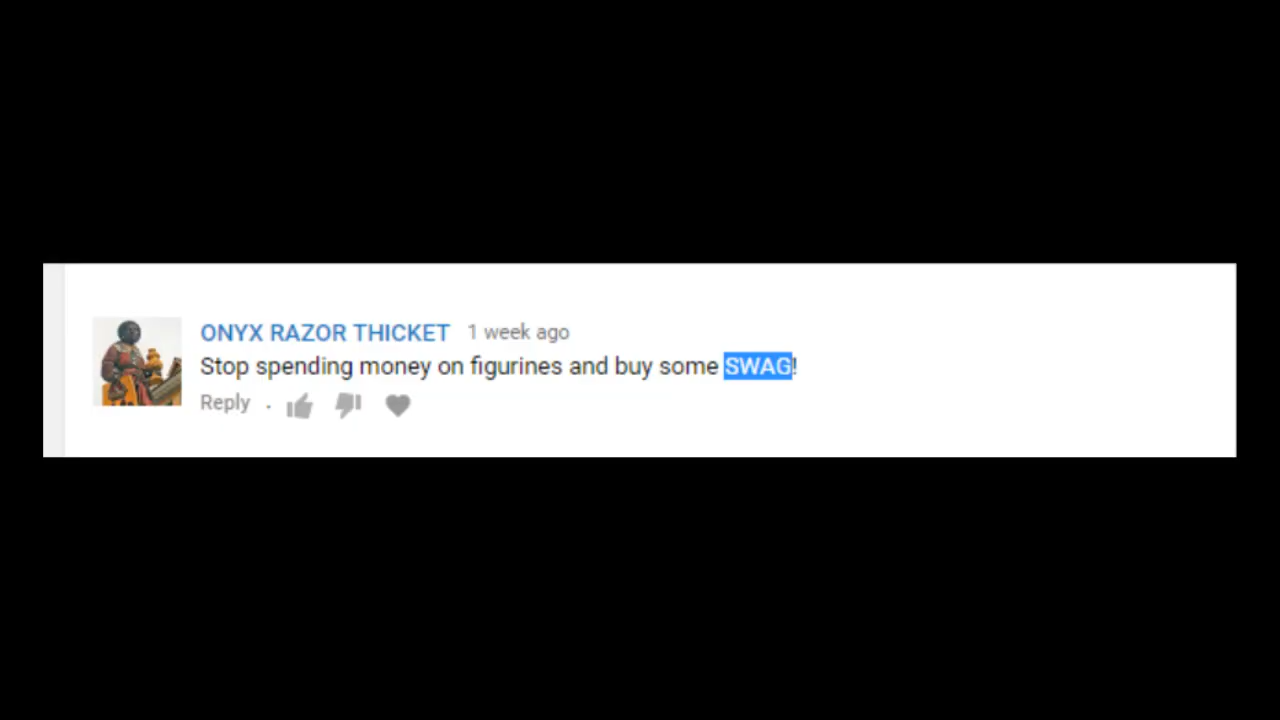 ONYX RAZOR THICKET 1 week ago
Stop spending money on figurines and buy some SWAG!
Reply .